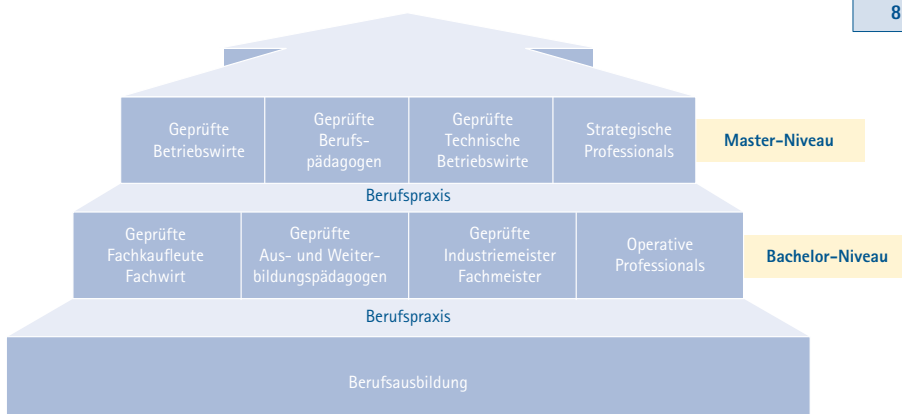 8
Geprüfte
Betriebswirte
Geprüfte
Berufs-
pädagogen
Geprüfte
Technische
Betriebswirte
Strategische
Professionals
Master-Niveau
Berufspraxis
Geprüfte
Fachkaufleute
Fachwirt
Geprüfte
Aus- und Weiter-
bildungspädagogen
Geprüfte
Industriemeister
Fachmeister
Operative
Professionals
Bachelor-Niveau
Berufspraxis
Berufsausbildung